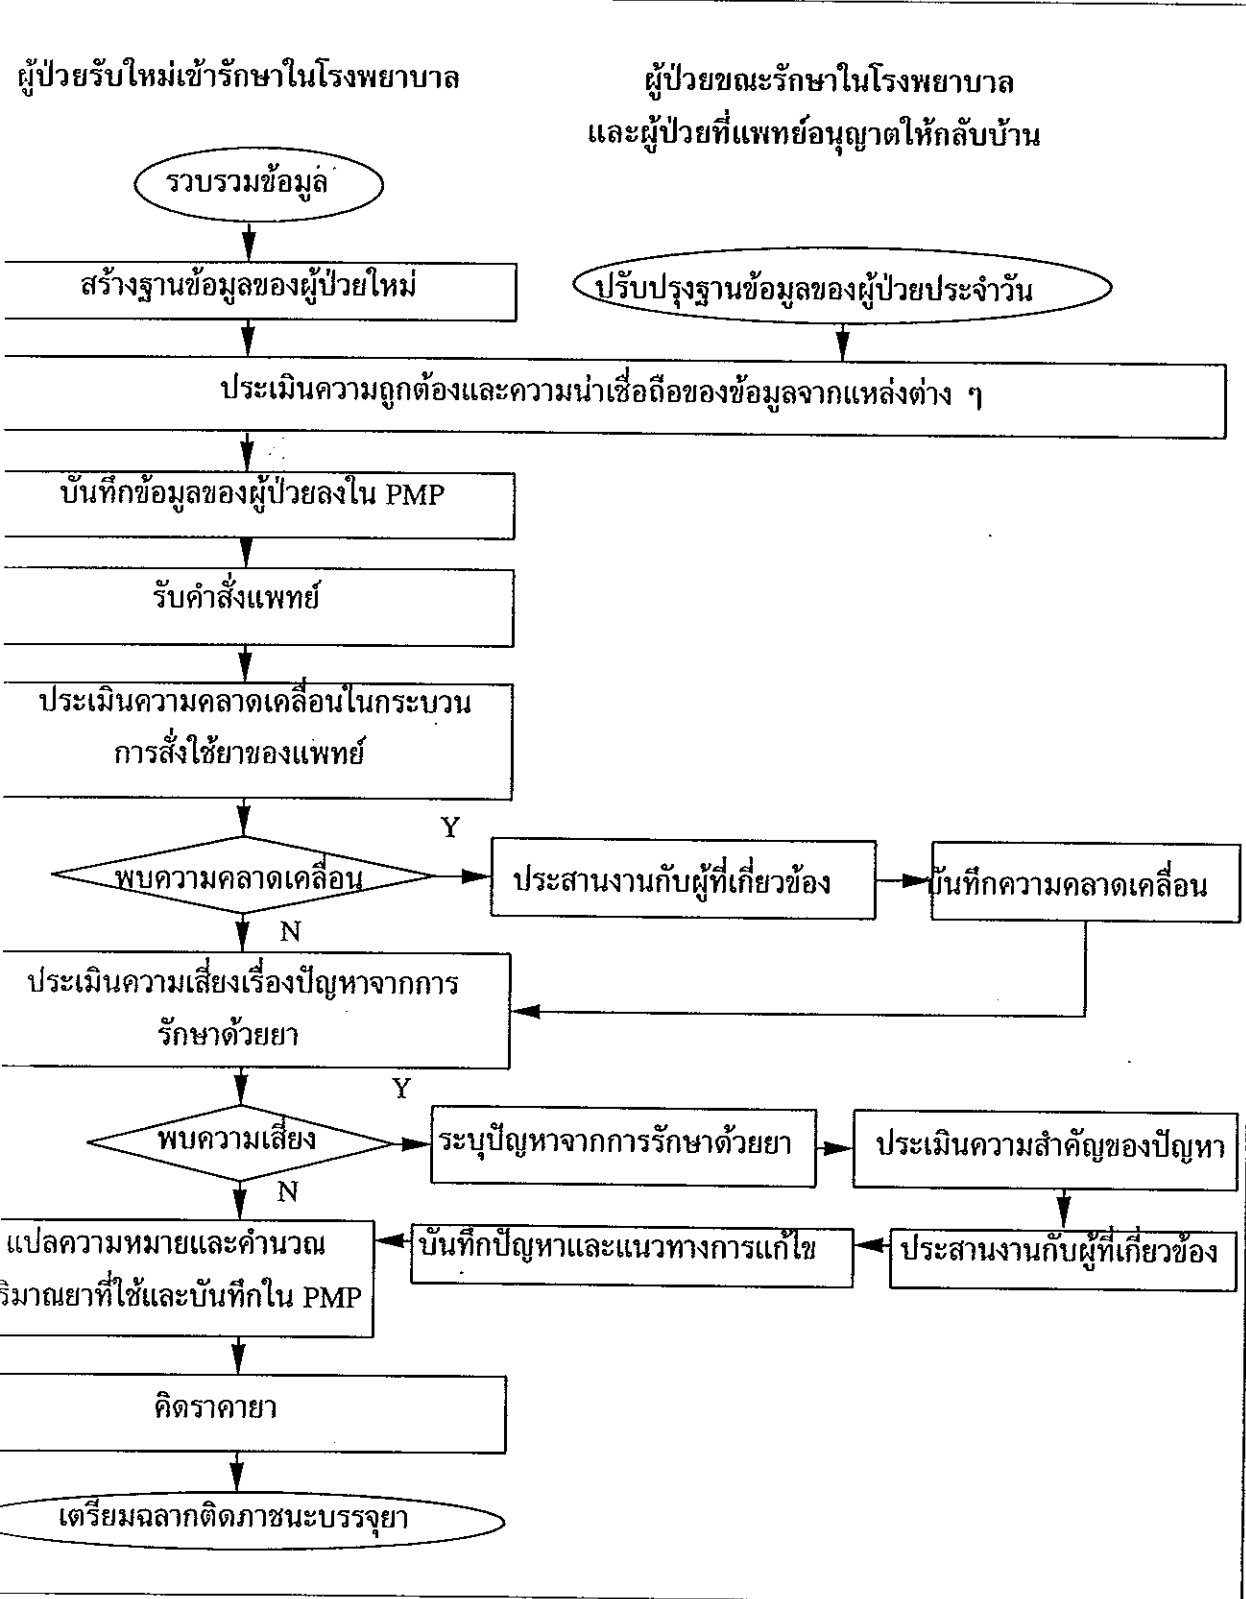 ผู้ป่วยรับใหม่เข้ารักษาในโรงพยาบาล
ผู้ป่วยขณะรักษาในโรงพยาบาล
และผู้ป่วยที่แพทย์อนุญาตให้กลับบ้าน
รวบรวมข้อมูล
สร้างฐานข้อมูลของผู้ป่วยใหม่
ปรับปรุงฐานข้อมูลของผู้ป่วยประจำวัน
ประเมินความถูกต้องและความน่าเชื่อถือของข้อมูลจากแหล่งต่าง ๆ
บันทึกข้อมูลของผู้ป่วยลงใน PMP
รับคำสั่งแพทย์
ประเมินความคลาดเคลื่อนในกระบวน
การสั่งใช้ยาของแพทย์
Y
พบความคลาดเคลื่อน
ประสานงานกับผู้ที่เกี่ยวข้อง
บันทึกความคลาดเคลื่อน
N
ประเมินความเสี่ยงเรื่องปัญหาจากการ
รักษาด้วยยา
Y
พบความเสี่ยง
ระบุปัญหาจากการรักษาด้วยยา
ประเมินความสำคัญของปัญหา
N
แปลความหมายและคำนวณ
ริมาณยาที่ใช้และบันทึกใน PMP
บันทึกปัญหาและแนวทางการแก้ไข
ประสานงานกับผู้ที่เกี่ยวข้อง
คิดราคายา
เตรียมฉลากติดภาชนะบรรจุยา